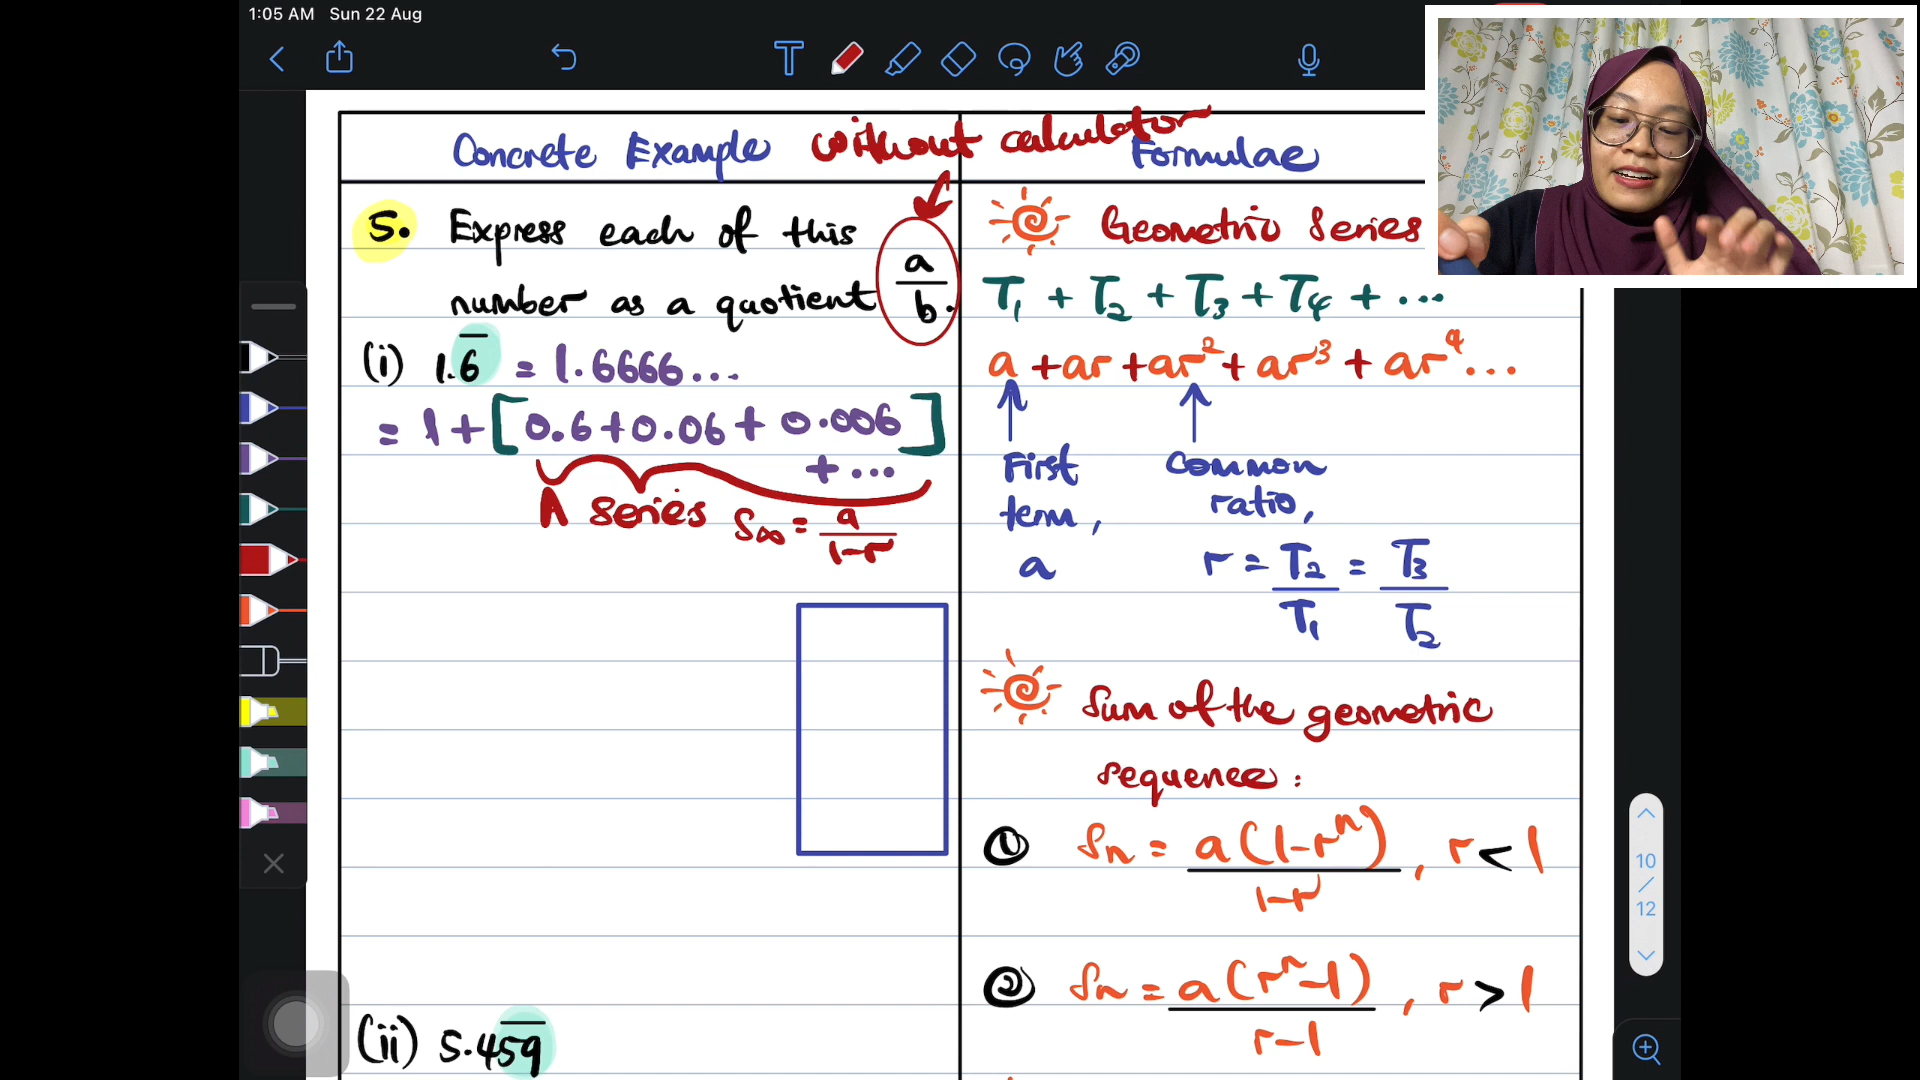 1:05 AM Sun 22 Aug
Concrete Example without calculator
Formulae
5. Express each of this
number as a quotient a/b.
(i) 1.6̅ = 1.6666...
= 1 + [0.6 + 0.06 + 0.006
+ ...]
A series S∞ = a/(1-r)
(ii) 5.45̅9̅
Geometric Series
T₁ + T₂ + T₃ + T₄ + ...
a + ar + ar² + ar³ + ar⁴...
First
term,
a
Common
ratio,
r = T₂/T₁ = T₃/T₂
Sum of the geometric
sequence:
① Sn = a(1-rⁿ)/(1-r), r < 1
② Sn = a(rⁿ-1)/(r-1), r > 1
10
/
12